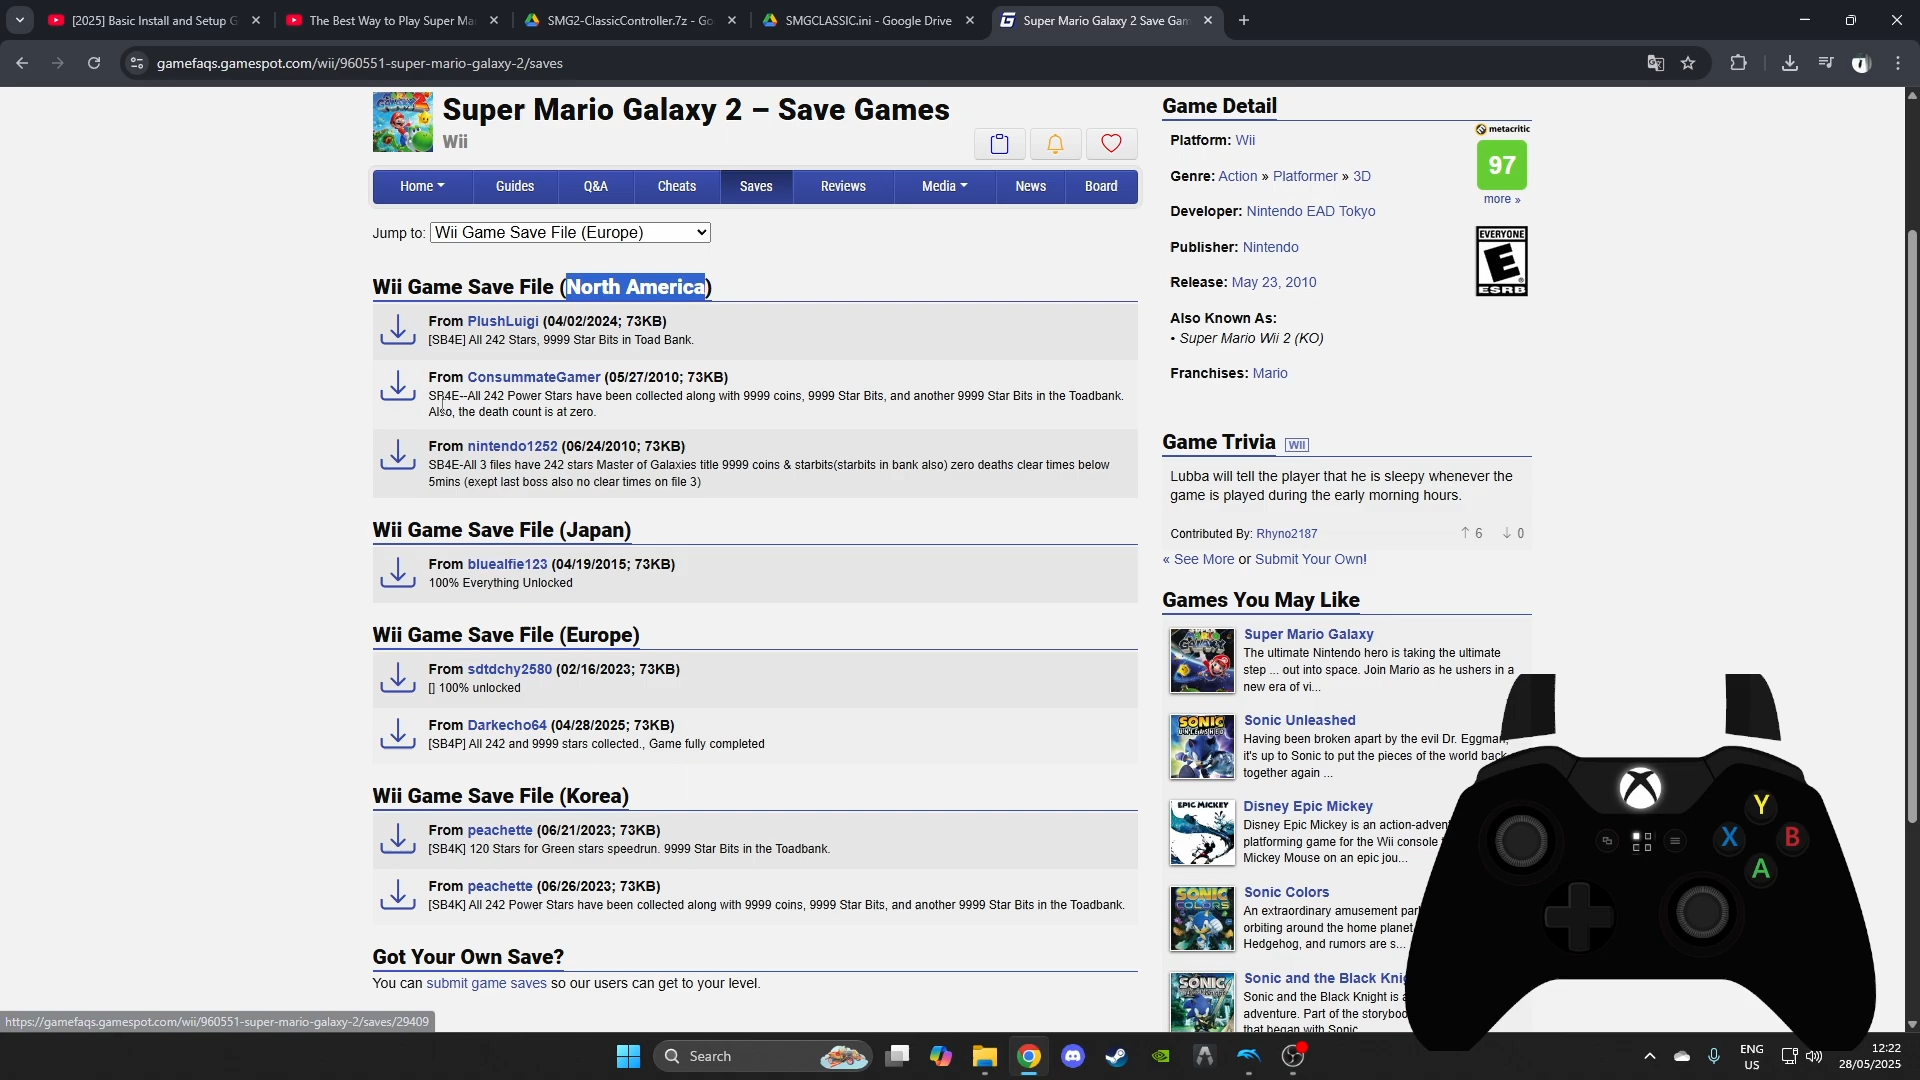 [2025] Basic Install and Setup G
The Best Way to Play Super Ma
SMG2-ClassicController.7z - Go
SMGCLASSIC.ini - Google Drive
Super Mario Galaxy 2 Save Gam
gamefaqs.gamespot.com/wii/960551-super-mario-galaxy-2/saves
Super Mario Galaxy 2 – Save Games
Wii
Home
Guides
Q&A
Cheats
Saves
Reviews
Media
News
Board
Jump to: Wii Game Save File (Europe)
Wii Game Save File (North America)
From PlushLuigi (04/02/2024; 73KB)
[SB4E] All 242 Stars, 9999 Star Bits in Toad Bank.
From ConsummateGamer (05/27/2010; 73KB)
SB4E--All 242 Power Stars have been collected along with 9999 coins, 9999 Star Bits, and another 9999 Star Bits in the Toadbank.
Also, the death count is at zero.
From nintendo1252 (06/24/2010; 73KB)
SB4E-All 3 files have 242 stars Master of Galaxies title 9999 coins & starbits(starbits in bank also) zero deaths clear times below
5mins (exept last boss also no clear times on file 3)
Wii Game Save File (Japan)
From bluealfie123 (04/19/2015; 73KB)
100% Everything Unlocked
Wii Game Save File (Europe)
From sdtdchy2580 (02/16/2023; 73KB)
[] 100% unlocked
From Darkecho64 (04/28/2025; 73KB)
[SB4P] All 242 and 9999 stars collected., Game fully completed
Wii Game Save File (Korea)
From peachette (06/21/2023; 73KB)
[SB4K] 120 Stars for Green stars speedrun. 9999 Star Bits in the Toadbank.
From peachette (06/26/2023; 73KB)
[SB4K] All 242 Power Stars have been collected along with 9999 coins, 9999 Star Bits, and another 9999 Star Bits in the Toadbank.
Got Your Own Save?
You can submit game saves so our users can get to your level.
Game Detail
Platform: Wii
metacritic
97
more »
Genre: Action » Platformer » 3D
Developer: Nintendo EAD Tokyo
Publisher: Nintendo
EVERYONE
E
ESRB
Release: May 23, 2010
Also Known As:
• Super Mario Wii 2 (KO)
Franchises: Mario
Game Trivia WII
Lubba will tell the player that he is sleepy whenever the
game is played during the early morning hours.
Contributed By: Rhyno2187
6
0
« See More or Submit Your Own!
Games You May Like
Super Mario Galaxy
The ultimate Nintendo hero is taking the ultimate
step ... out into space. Join Mario as he ushers in a
new era of vi...
Sonic Unleashed
Having been broken apart by the evil Dr. Eggman,
it's up to Sonic to put the pieces of the world back
together again ...
EPIC MICKEY
Disney Epic Mickey
Disney Epic Mickey is an action-adven
platforming game for the Wii console
Mickey Mouse on an epic jou...
Sonic Colors
An extraordinary amusement par
orbiting around the home planet
Hedgehog, and rumors are s...
Sonic and the Black Knig
Sonic and the Black Knight is a
adventure. Part of the storyboo
that began with Sonic
Y
X
B
A
https://gamefaqs.gamespot.com/wii/960551-super-mario-galaxy-2/saves/29409
Search
ENG
US
12:22
28/05/2025